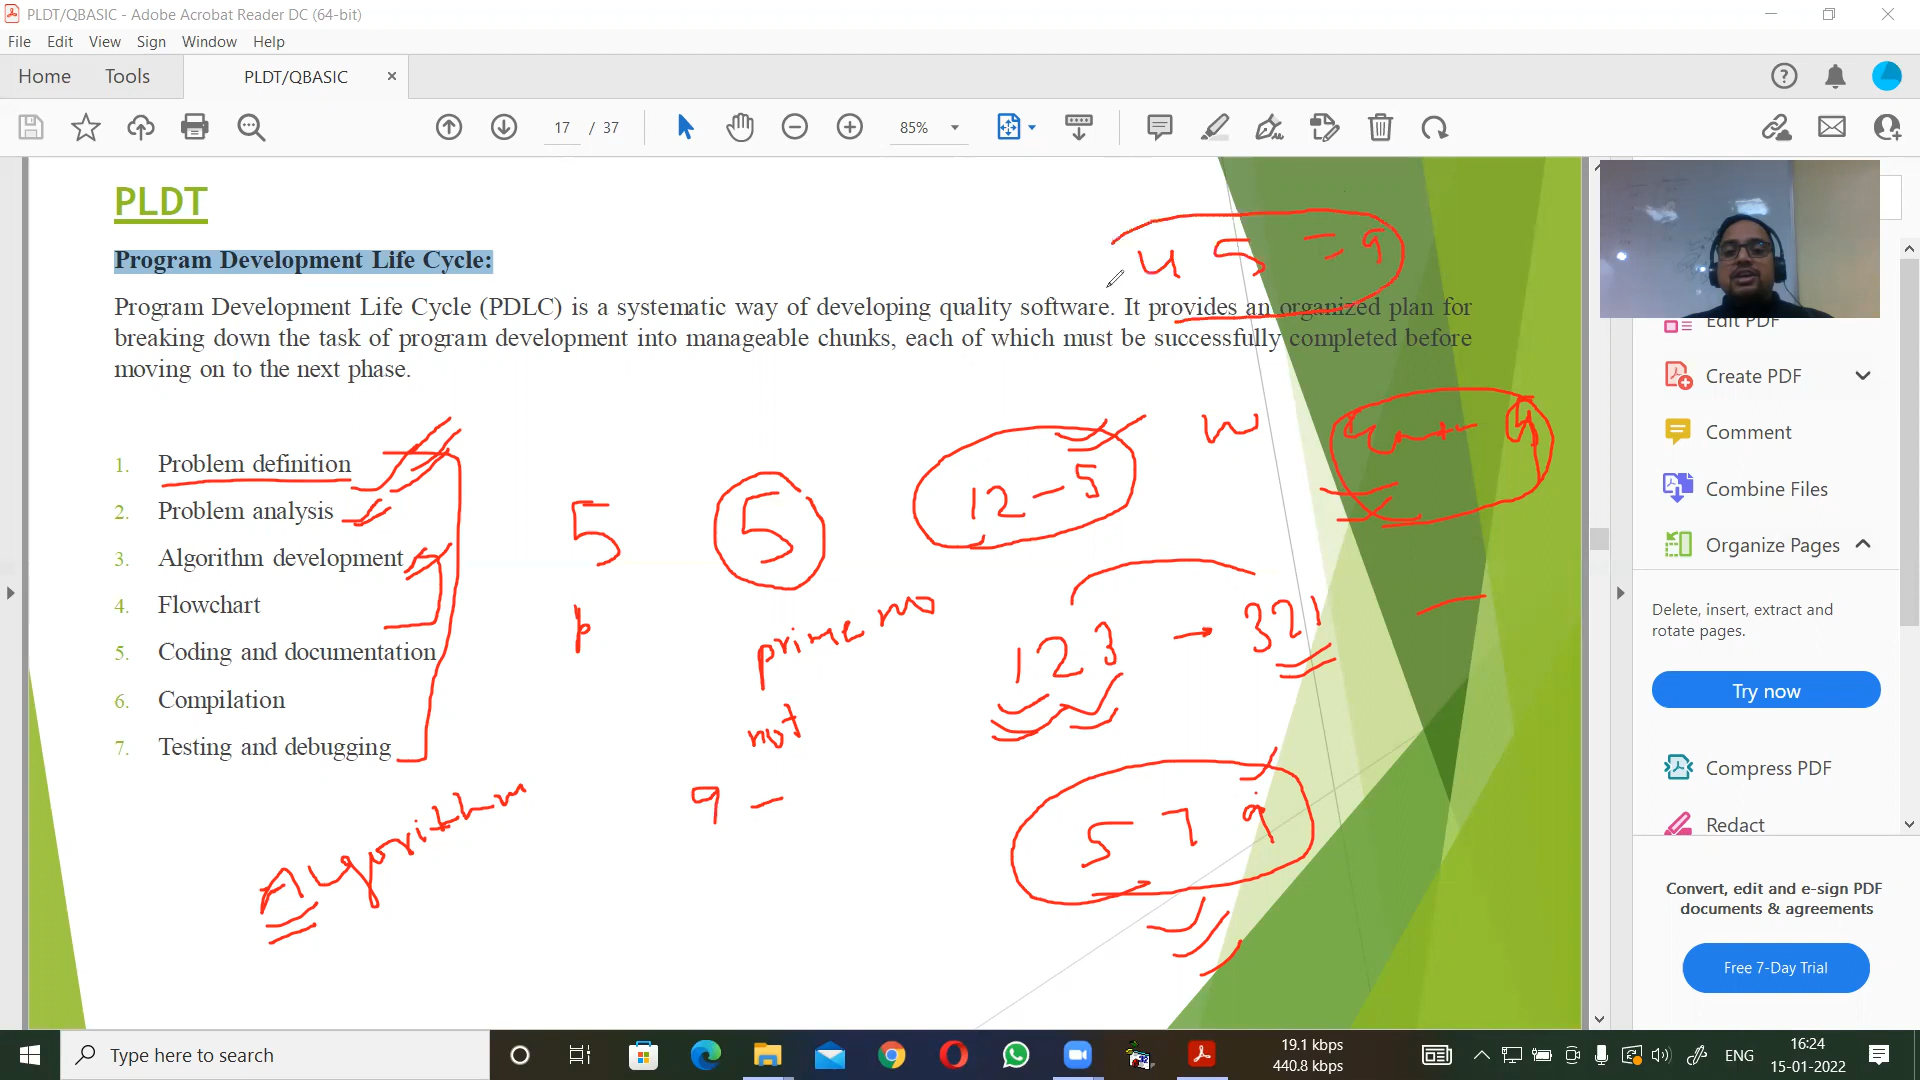 PLDT/QBASIC - Adobe Acrobat Reader DC (64-bit)
File Edit View Sign Window Help
Home Tools PLDT/QBASIC ×
17 / 37 85%
PLDT
Program Development Life Cycle:
Program Development Life Cycle (PDLC) is a systematic way of developing quality software. It provides an organized plan for
breaking down the task of program development into manageable chunks, each of which must be successfully completed before
moving on to the next phase.
1. Problem definition
2. Problem analysis
3. Algorithm development
4. Flowchart
5. Coding and documentation
6. Compilation
7. Testing and debugging
4 5 = 9
5 5 12 - 5
prime no
not
9 -
123 → 321
5 7 9
Algorithm
Edit PDF
Create PDF
Comment
Combine Files
Organize Pages
Delete, insert, extract and
rotate pages.
Try now
Compress PDF
Redact
Convert, edit and e-sign PDF
documents & agreements
Free 7-Day Trial
Type here to search
19.1 kbps
440.8 kbps
ENG
16:24
15-01-2022